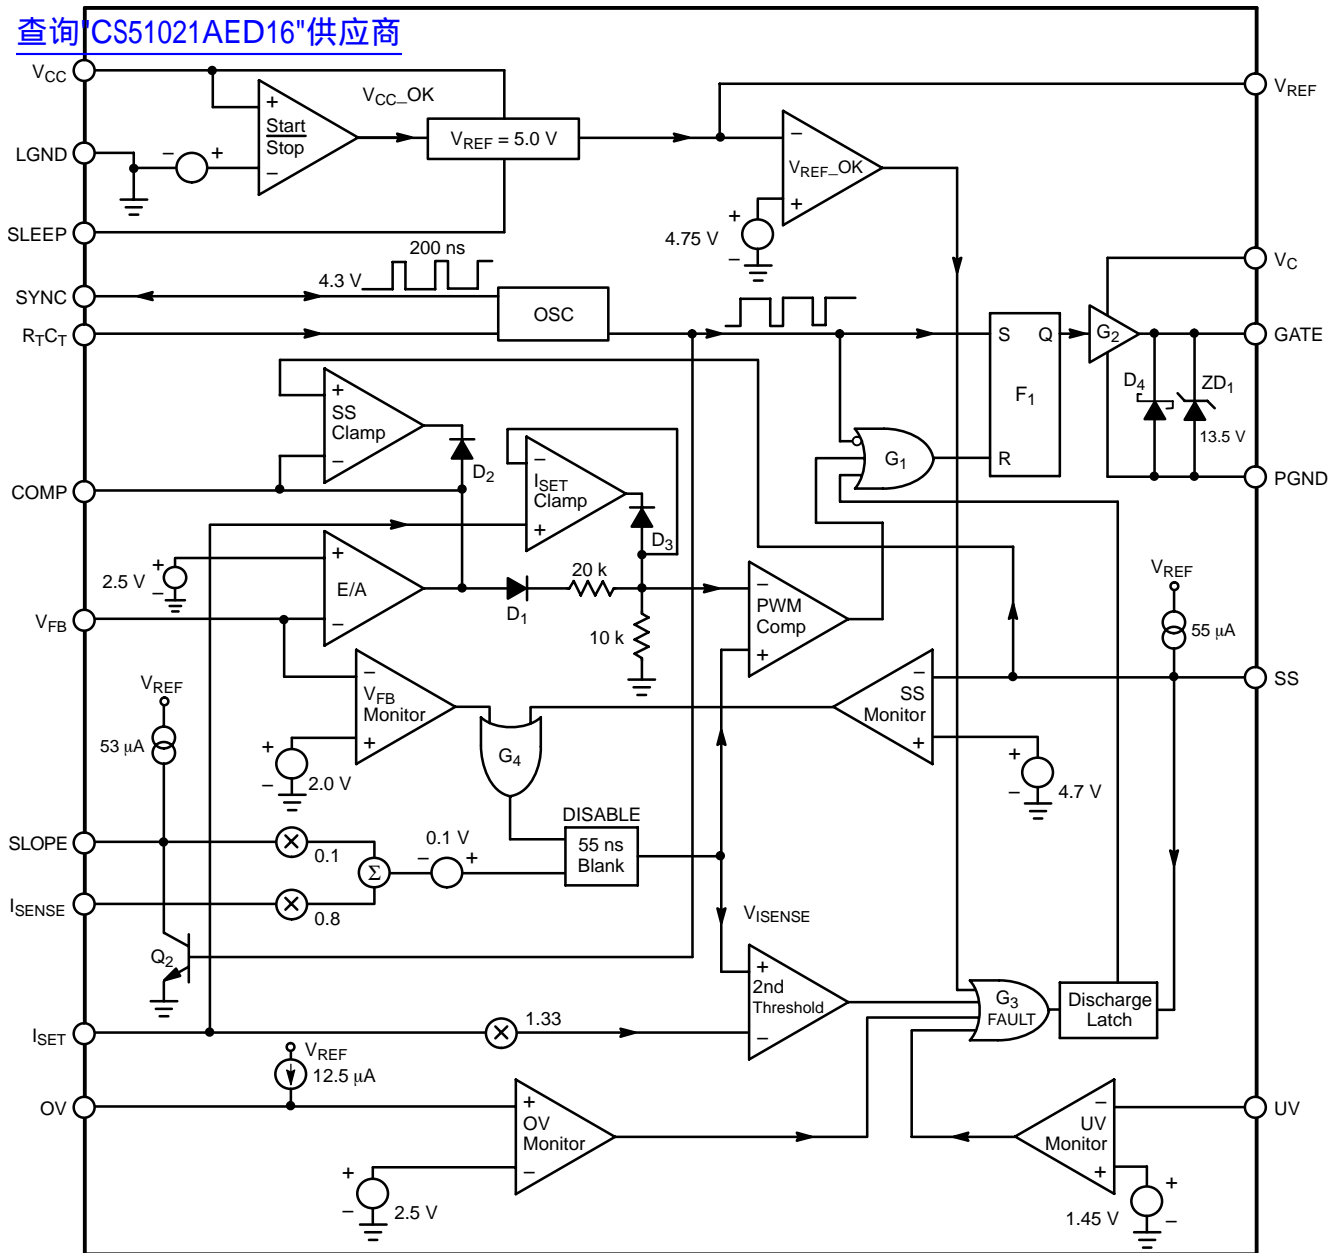 查询"CS51021AED16"供应商
VCC
VCC_OK
VREF
+
Start
Stop
−
VREF = 5.0 V
−
VREF_OK
+
LGND
− +
SLEEP
+
4.75 V
−
200 ns
4.3 V
VC
SYNC
OSC
RTCT
S Q
F1
R
G2
GATE
D4
ZD1
13.5 V
+
SS
Clamp
−
D2
−
ISET
Clamp
+
D3
G1
COMP
PGND
+
2.5 V
−
+
E/A
−
D1
20 k
10 k
−
PWM
Comp
+
VREF
55 μA
VFB
−
VFB
Monitor
+
−
SS
Monitor
+
SS
VREF
53 μA
+
−
2.0 V
G4
+
−
4.7 V
DISABLE
55 ns
Blank
SLOPE
0.1
− 0.1 V +
Σ
ISENSE
0.8
VISENSE
Q2
+
2nd
Threshold
−
G3
FAULT
Discharge
Latch
ISET
1.33
VREF
12.5 μA
OV
+
OV
Monitor
−
−
UV
Monitor
+
UV
+
−
2.5 V
+
−
1.45 V